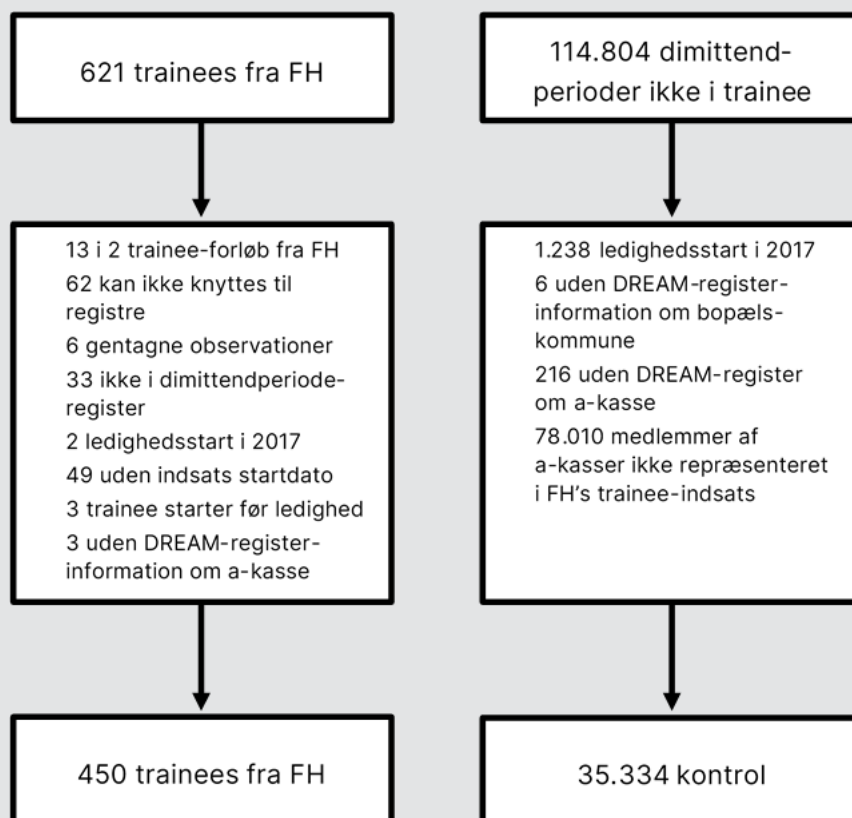 621 trainees fra FH
114.804 dimittend-
perioder ikke i trainee
13 i 2 trainee-forløb fra FH
62 kan ikke knyttes til
registre
6 gentagne observationer
33 ikke i dimittendperiode-
register
2 ledighedsstart i 2017
49 uden indsats startdato
3 trainee starter før ledighed
3 uden DREAM-register-
information om a-kasse
1.238 ledighedsstart i 2017
6 uden DREAM-register-
information om bopæls-
kommune
216 uden DREAM-register
om a-kasse
78.010 medlemmer af
a-kasser ikke repræsenteret
i FH's trainee-indsats
450 trainees fra FH
35.334 kontrol